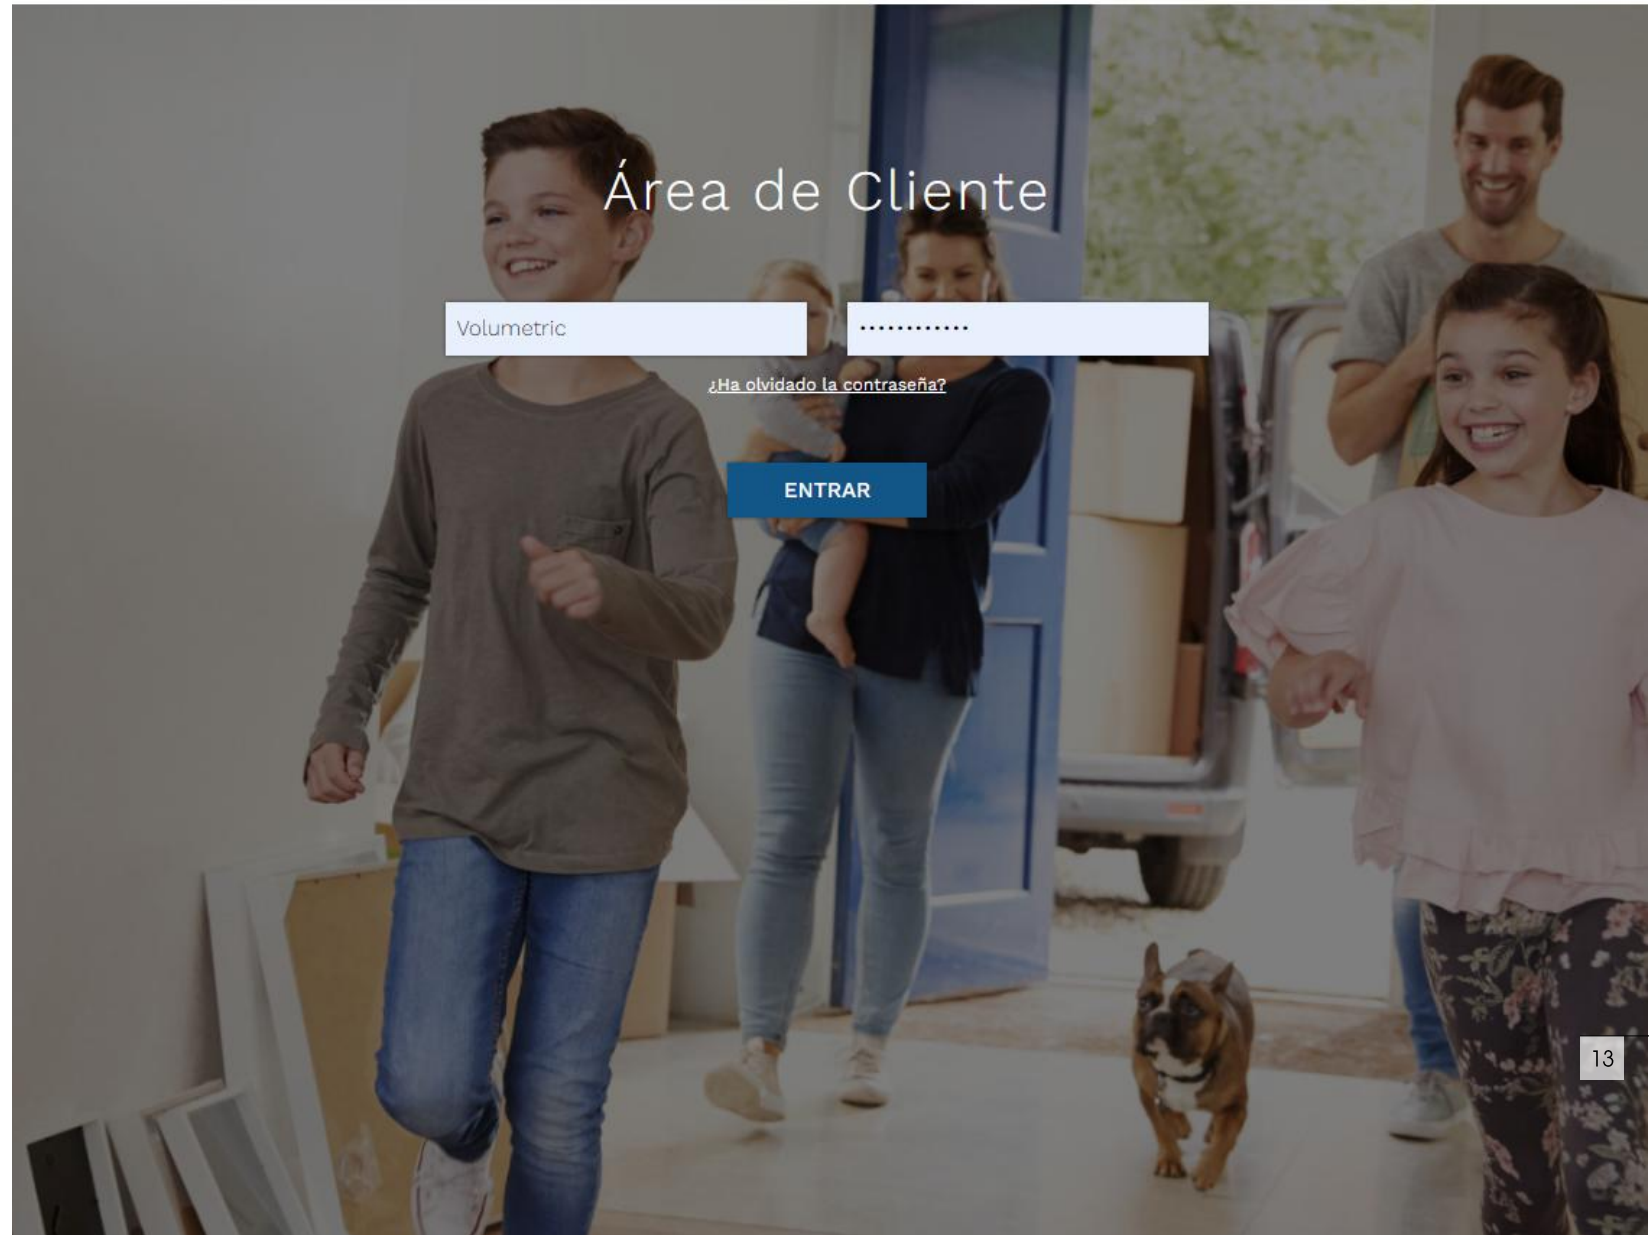 Área de Cliente
Volumetric
............
¿Ha olvidado la contraseña?
ENTRAR
13